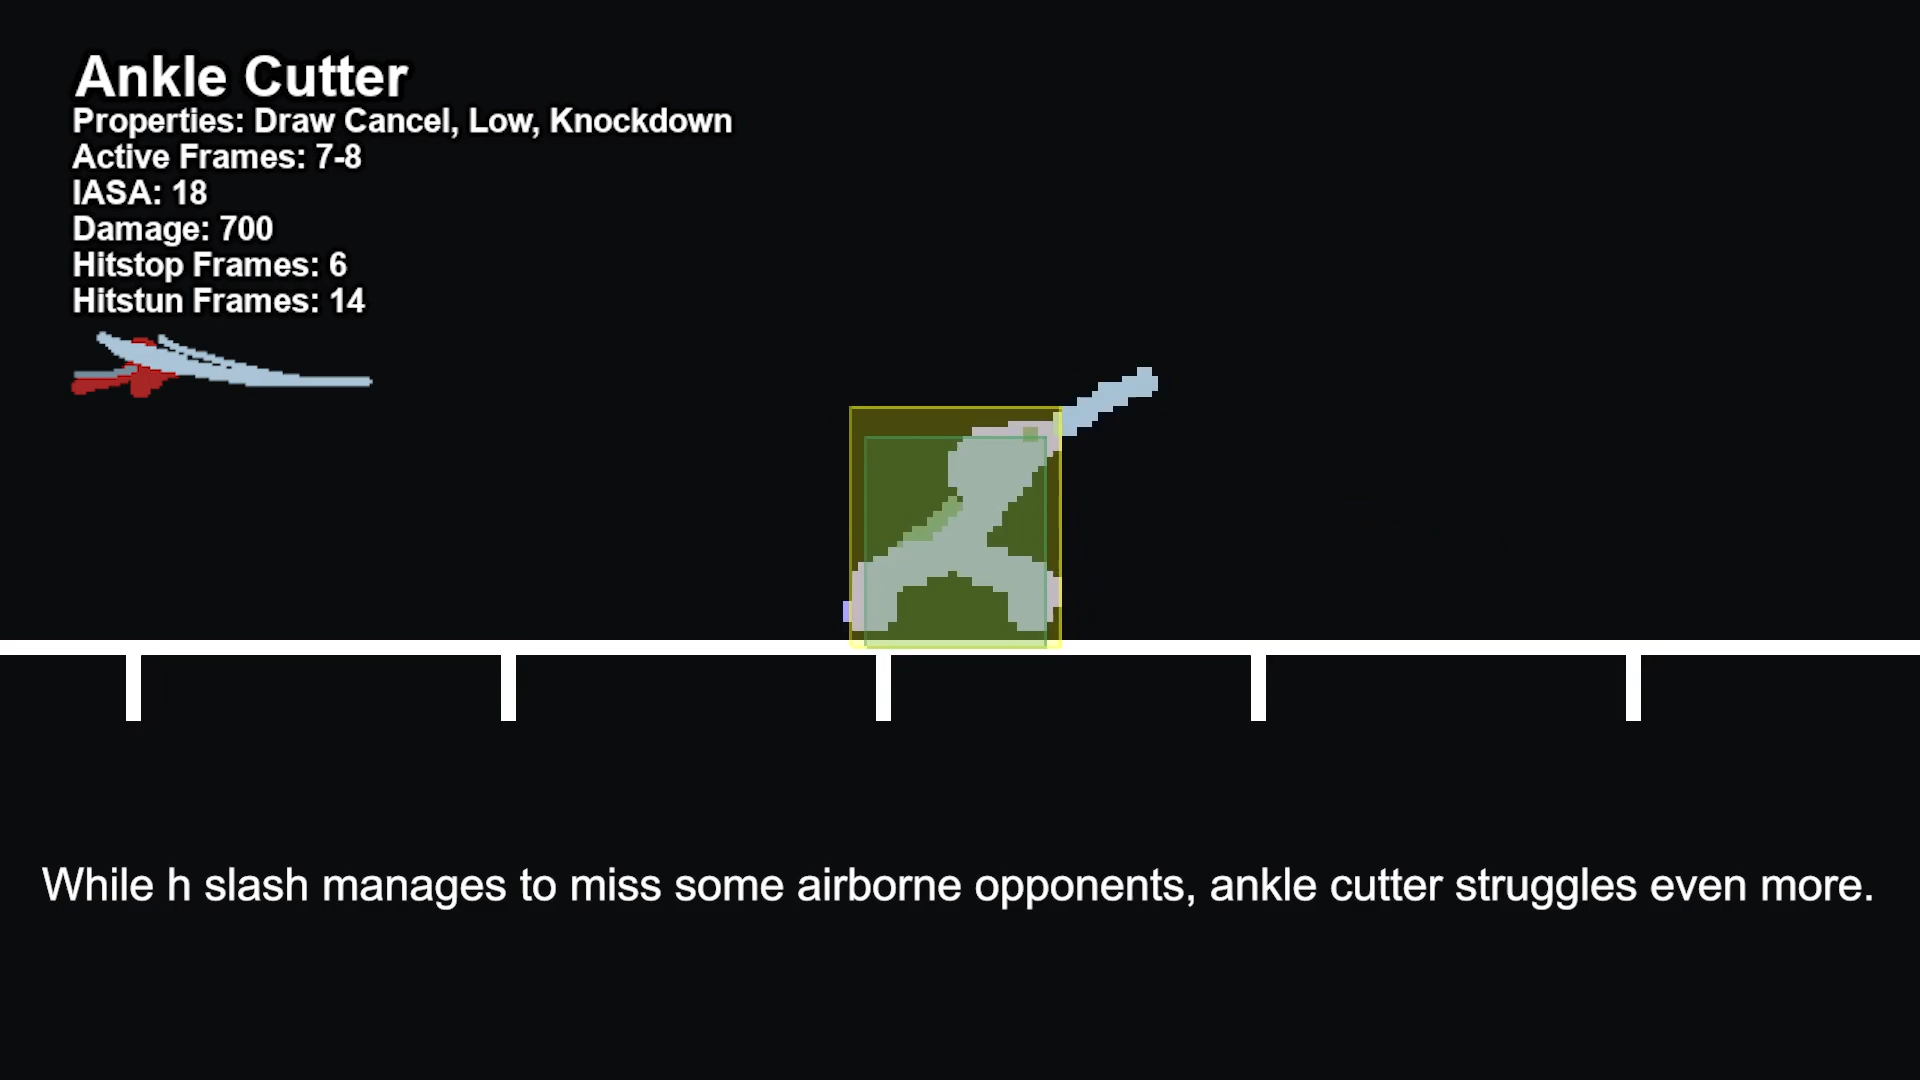 Ankle Cutter
Properties: Draw Cancel, Low, Knockdown
Active Frames: 7-8
IASA: 18
Damage: 700
Hitstop Frames: 6
Hitstun Frames: 14
While h slash manages to miss some airborne opponents, ankle cutter struggles even more.